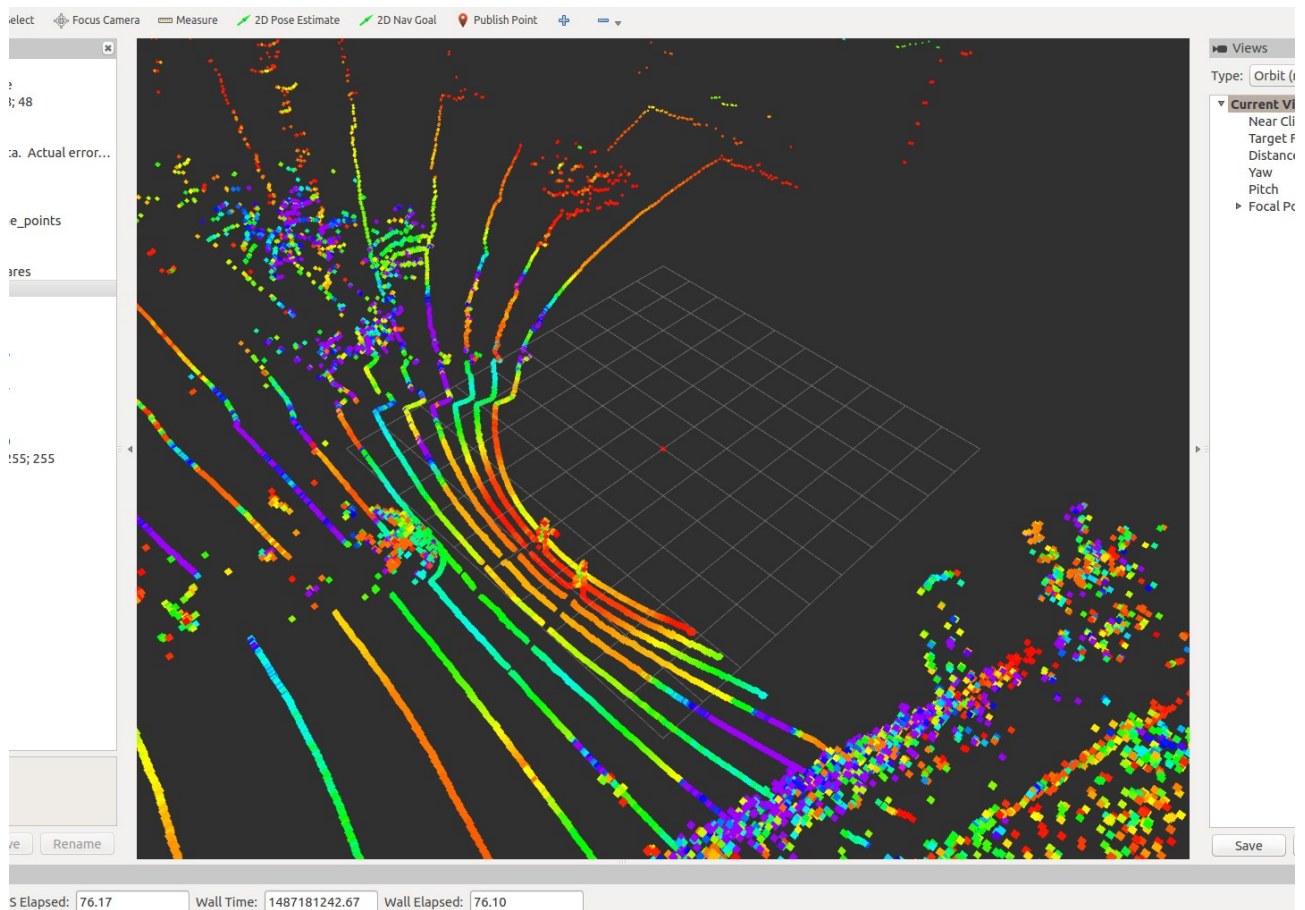 elect Focus Camera Measure 2D Pose Estimate 2D Nav Goal Publish Point
Views
; 48
Type: Orbit (
ta. Actual error...
Current Vi
Near Cli
Target F
Distance
Yaw
Pitch
Focal Po
e_points
ares
255; 255
ve Rename
Save
S Elapsed: 76.17 Wall Time: 1487181242.67 Wall Elapsed: 76.10